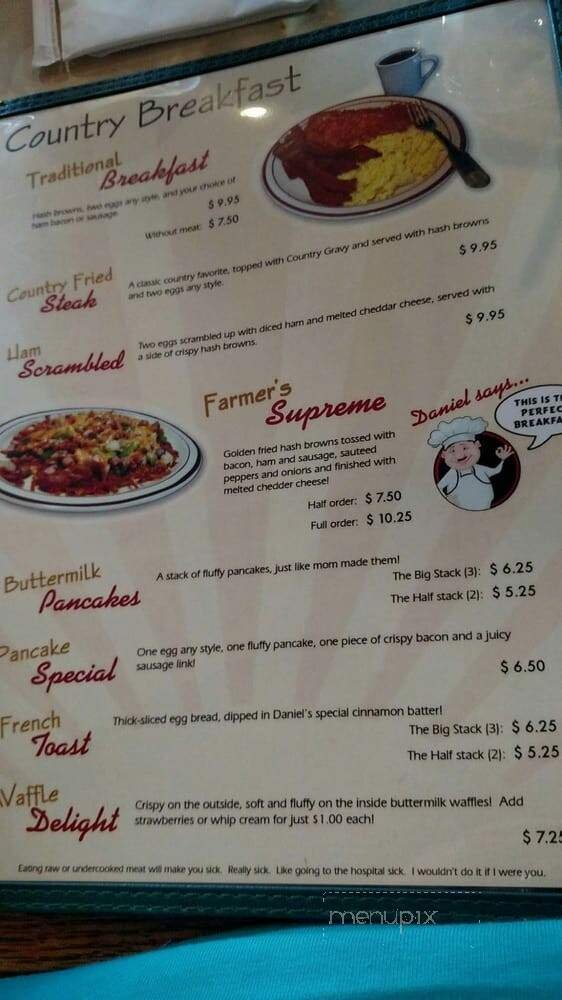 Country Breakfast
Traditional
Breakfast
Hash browns, two eggs any style, and your choice of
ham bacon or sausage.
$ 9.95
Without meat: $ 7.50
Country Fried
Steak
A classic country favorite, topped with Country Gravy and served with hash browns
and two eggs any style.
$ 9.95
Ham
Scrambled
Two eggs scrambled up with diced ham and melted cheddar cheese, served with
a side of crispy hash browns.
$ 9.95
Farmer's
Supreme
Golden fried hash browns tossed with
bacon, ham and sausage, sauteed
peppers and onions and finished with
melted chedder cheese!
Half order: $ 7.50
Full order: $ 10.25
Daniel says...
THIS IS
PERFEC
BREAKFA
Buttermilk
Pancakes
A stack of fluffy pancakes, just like mom made them!
The Big Stack (3): $ 6.25
The Half stack (2): $ 5.25
Pancake
Special
One egg any style, one fluffy pancake, one piece of crispy bacon and a juicy
sausage link!
$ 6.50
French
Toast
Thick-sliced egg bread, dipped in Daniel's special cinnamon batter!
The Big Stack (3): $ 6.25
The Half stack (2): $ 5.25
Waffle
Delight
Crispy on the outside, soft and fluffy on the inside buttermilk waffles! Add
strawberries or whip cream for just $1.00 each!
$ 7.25
Eating raw or undercooked meat will make you sick. Really sick. Like going to the hospital sick. I wouldn't do it if I were you.
menupix